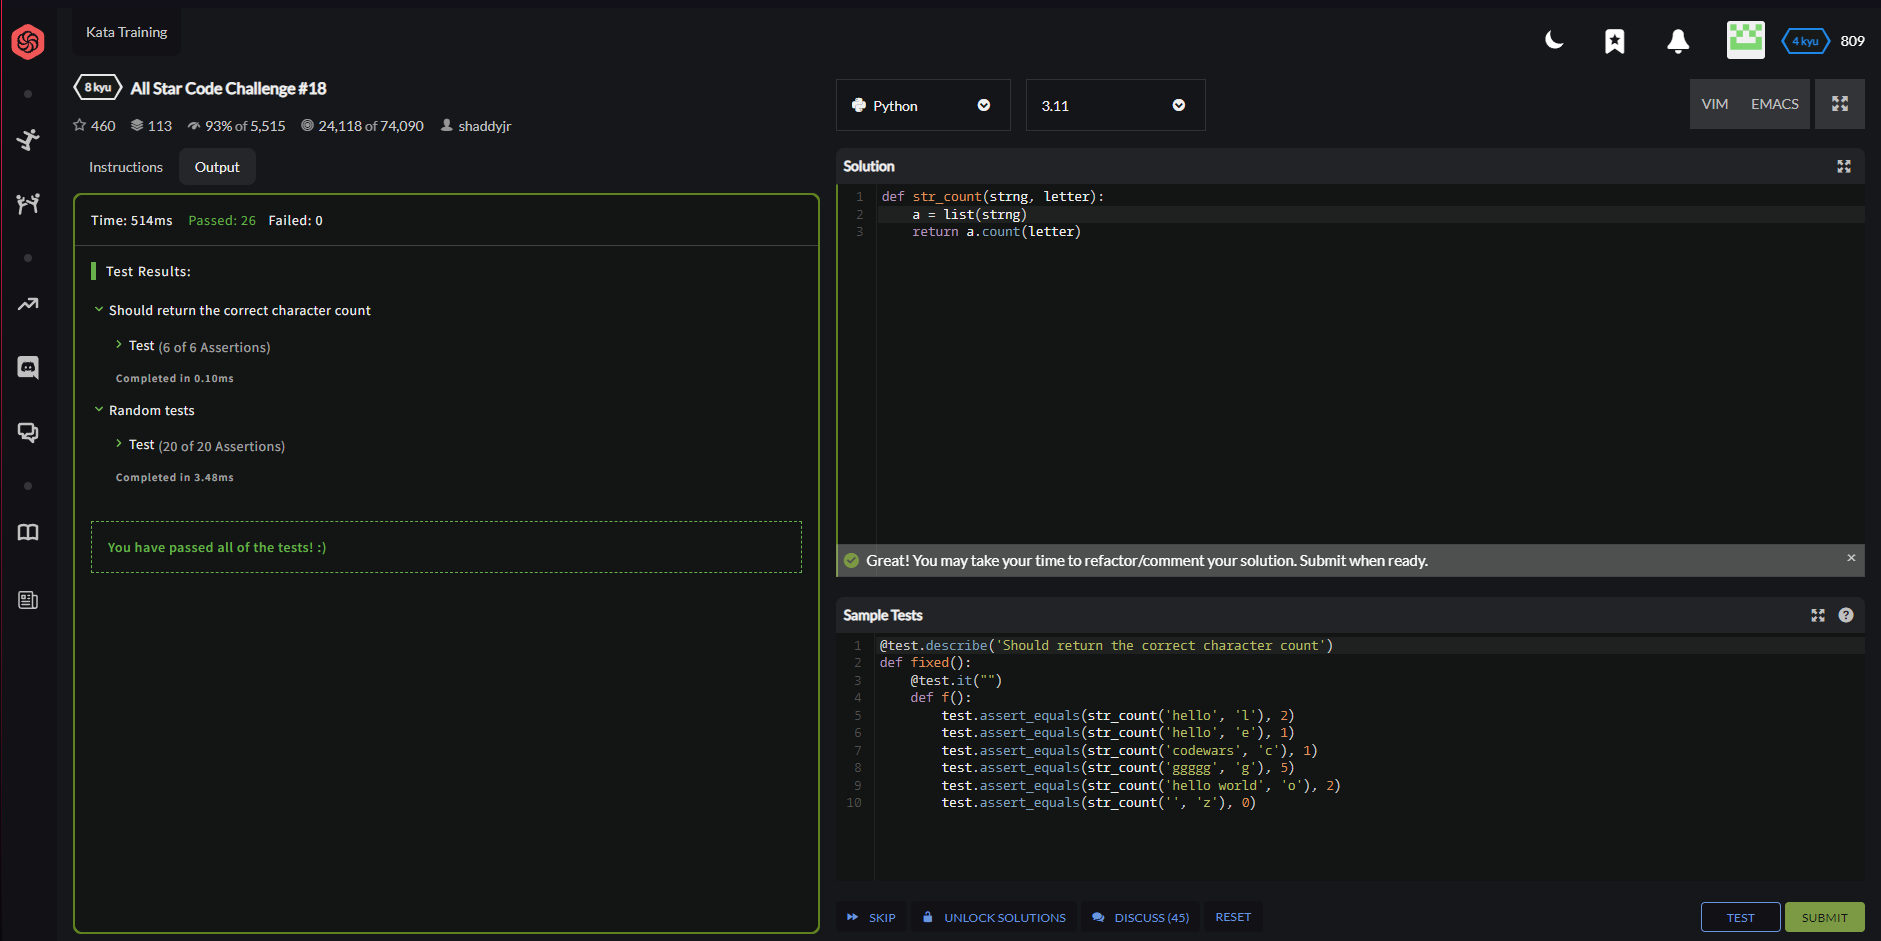 Kata Training
4 kyu 809
8 kyu All Star Code Challenge #18
460 113 93% of 5,515 24,118 of 74,090 shaddyjr
Instructions Output
Time: 514ms Passed: 26 Failed: 0
Test Results:
Should return the correct character count
Test (6 of 6 Assertions)
Completed in 0.10ms
Random tests
Test (20 of 20 Assertions)
Completed in 3.48ms
You have passed all of the tests! :)
Python 3.11 VIM EMACS
Solution
1 def str_count(strng, letter):
2 a = list(strng)
3 return a.count(letter)
Great! You may take your time to refactor/comment your solution. Submit when ready. ×
Sample Tests ?
1 @test.describe('Should return the correct character count')
2 def fixed():
3 @test.it("")
4 def f():
5 test.assert_equals(str_count('hello', 'l'), 2)
6 test.assert_equals(str_count('hello', 'e'), 1)
7 test.assert_equals(str_count('codewars', 'c'), 1)
8 test.assert_equals(str_count('ggggg', 'g'), 5)
9 test.assert_equals(str_count('hello world', 'o'), 2)
10 test.assert_equals(str_count('', 'z'), 0)
SKIP UNLOCK SOLUTIONS DISCUSS (45) RESET TEST SUBMIT